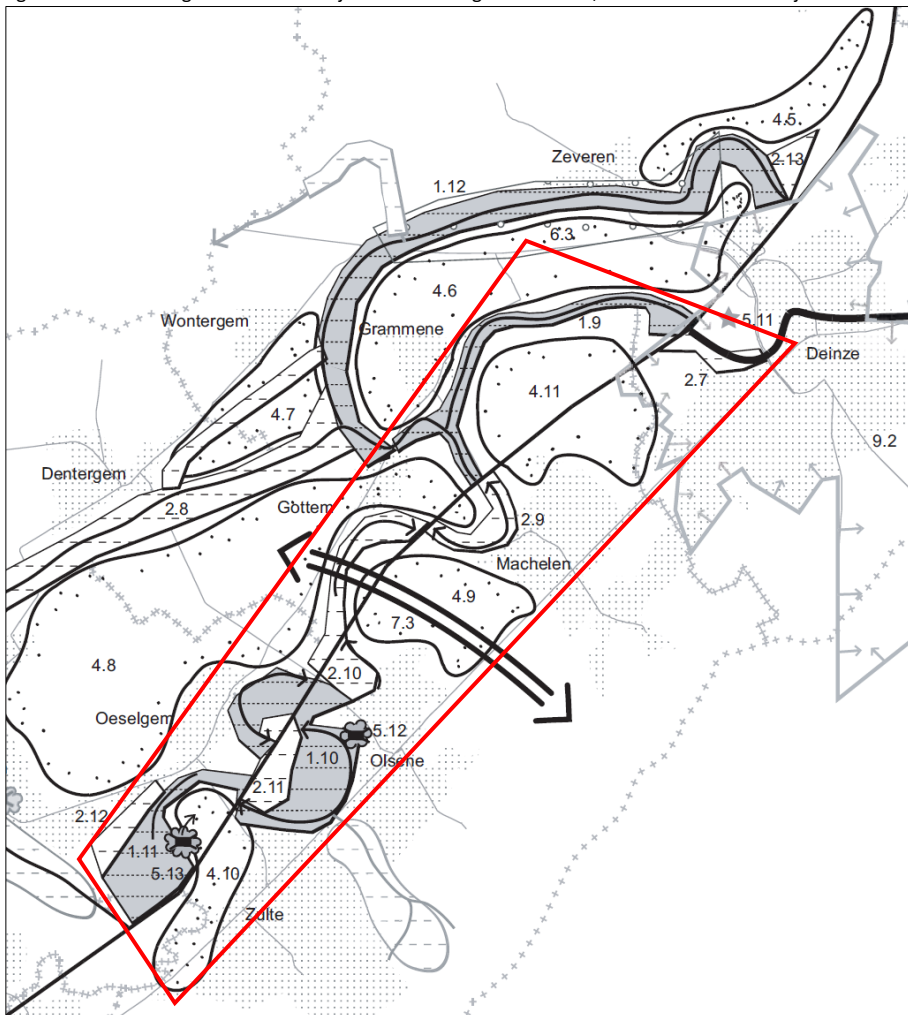 4.5
2.13
Zeveren
1.12
6.3
4.6
5.11
Wontergem
Grammene
1.9
Deinze
2.7
4.11
4.7
9.2
Dentergem
2.8
Göttem
2.9
Machelen
4.9
7.3
4.8
2.10
Oeselgem
5.12
1.10
Olsene
2.11
2.12
1.11
5.13
4.10
Zulte